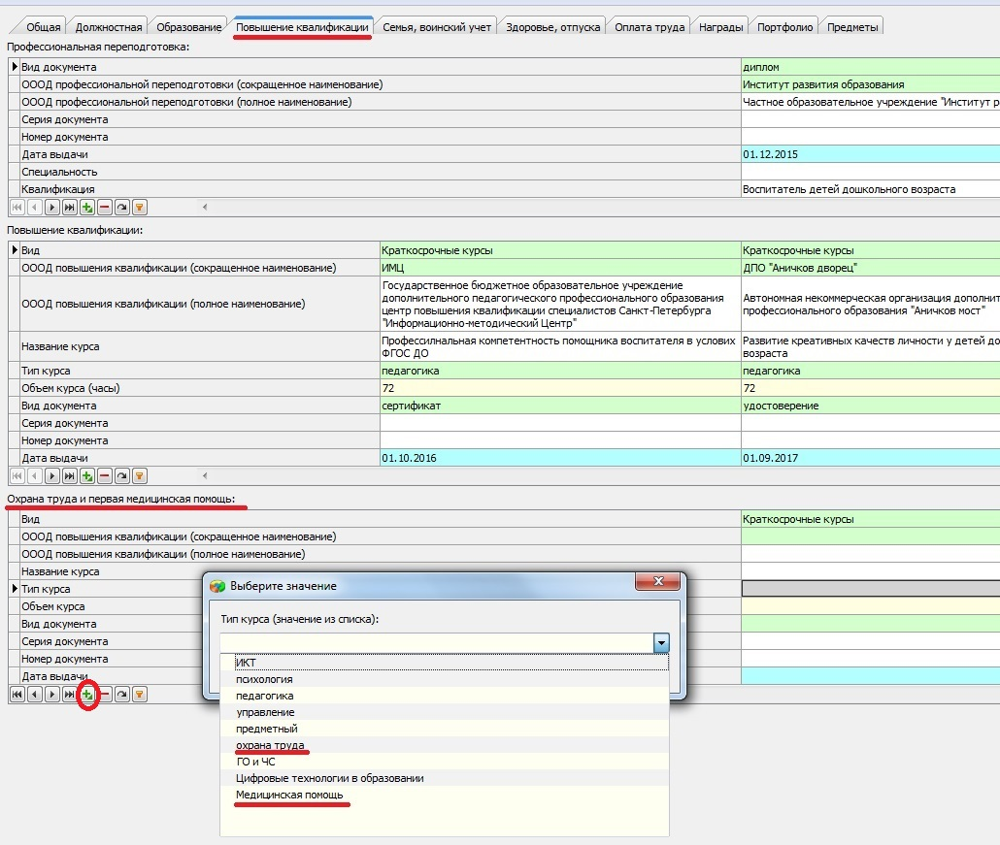 Общая Должностная Образование Повышение квалификации Семья, воинский учет Здоровье, отпуска Оплата труда Награды Портфолио Предметы
Профессиональная переподготовка:
Вид документа диплом
ОООД профессиональной переподготовки (сокращенное наименование) Институт развития образования
ОООД профессиональной переподготовки (полное наименование) Частное образовательное учреждение "Институт р
Серия документа
Номер документа
Дата выдачи 01.12.2015
Специальность
Квалификация Воспитатель детей дошкольного возраста
Повышение квалификации:
Вид Краткосрочные курсы Краткосрочные курсы
ОООД повышения квалификации (сокращенное наименование) ИМЦ ДПО "Аничков дворец"
ОООД повышения квалификации (полное наименование)
Государственное бюджетное образовательное учреждение
дополнительного педагогического профессионального образования
центр повышения квалификации специалистов Санкт-Петербурга
"Информационно-методический Центр"
Автономная некоммерческая организация дополнит
профессионального образования "Аничков мост"
Название курса
Профессилнальная компетентность помощника воспитателя в услових
ФГОС ДО
Развитие креативных качеств личности у детей до
возраста
Тип курса педагогика педагогика
Объем курса (часы) 72 72
Вид документа сертификат удостоверение
Серия документа
Номер документа
Дата выдачи 01.10.2016 01.09.2017
Охрана труда и первая медицинская помощь:
Вид Краткосрочные курсы
ОООД повышения квалификации (сокращенное наименование)
ОООД повышения квалификации (полное наименование)
Название курса
Тип курса
Объем курса
Вид документа
Серия документа
Номер документа
Дата выдачи
Выберите значение
Тип курса (значение из списка):
ИКТ
психология
педагогика
управление
предметный
охрана труда
ГО и ЧС
Цифровые технологии в образовании
Медицинская помощь